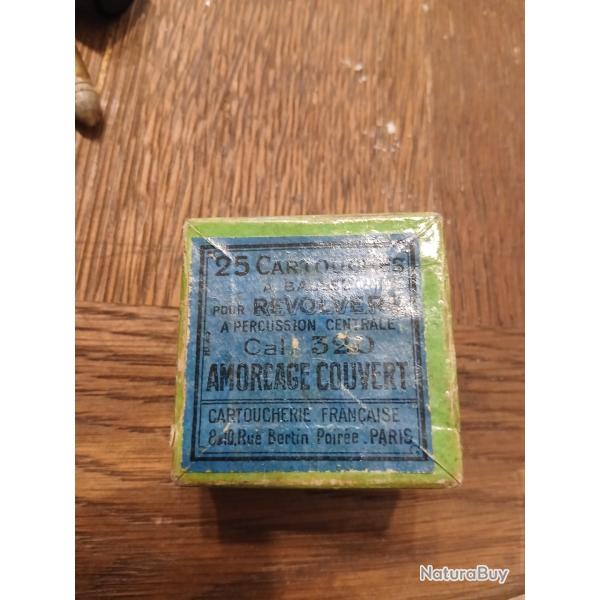 25 CARTOUCHES
A BALLE
POUR REVOLVERS
A PERCUSSION CENTRALE
Cal. 320
AMORCAGE COUVERT
CARTOUCHERIE FRANCAISE
8&10, Rue Bertin Poirée. PARIS
NaturaBuy